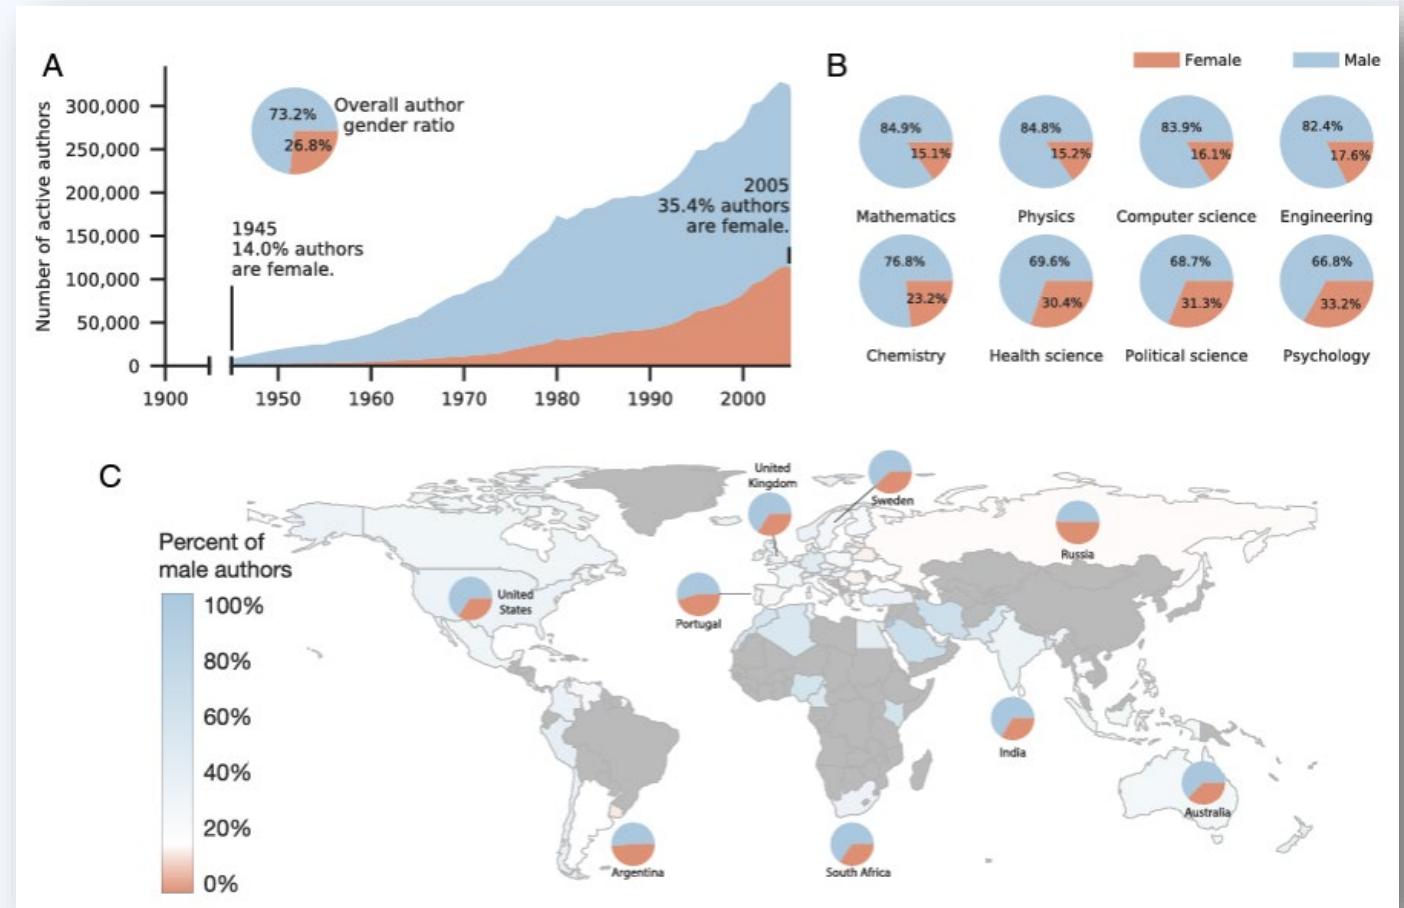 A
Number of active authors
300,000
250,000
200,000
150,000
100,000
50,000
0
73.2%
26.8%
Overall author
gender ratio
1945
14.0% authors
are female.
2005
35.4% authors
are female.
1900
1950
1960
1970
1980
1990
2000
B
Female
Male
84.9%
15.1%
Mathematics
84.8%
15.2%
Physics
83.9%
16.1%
Computer science
82.4%
17.6%
Engineering
76.8%
23.2%
Chemistry
69.6%
30.4%
Health science
68.7%
31.3%
Political science
66.8%
33.2%
Psychology
C
Percent of
male authors
100%
80%
60%
40%
20%
0%
United
Kingdom
Sweden
Russia
United
States
Portugal
India
Australia
Argentina
South Africa